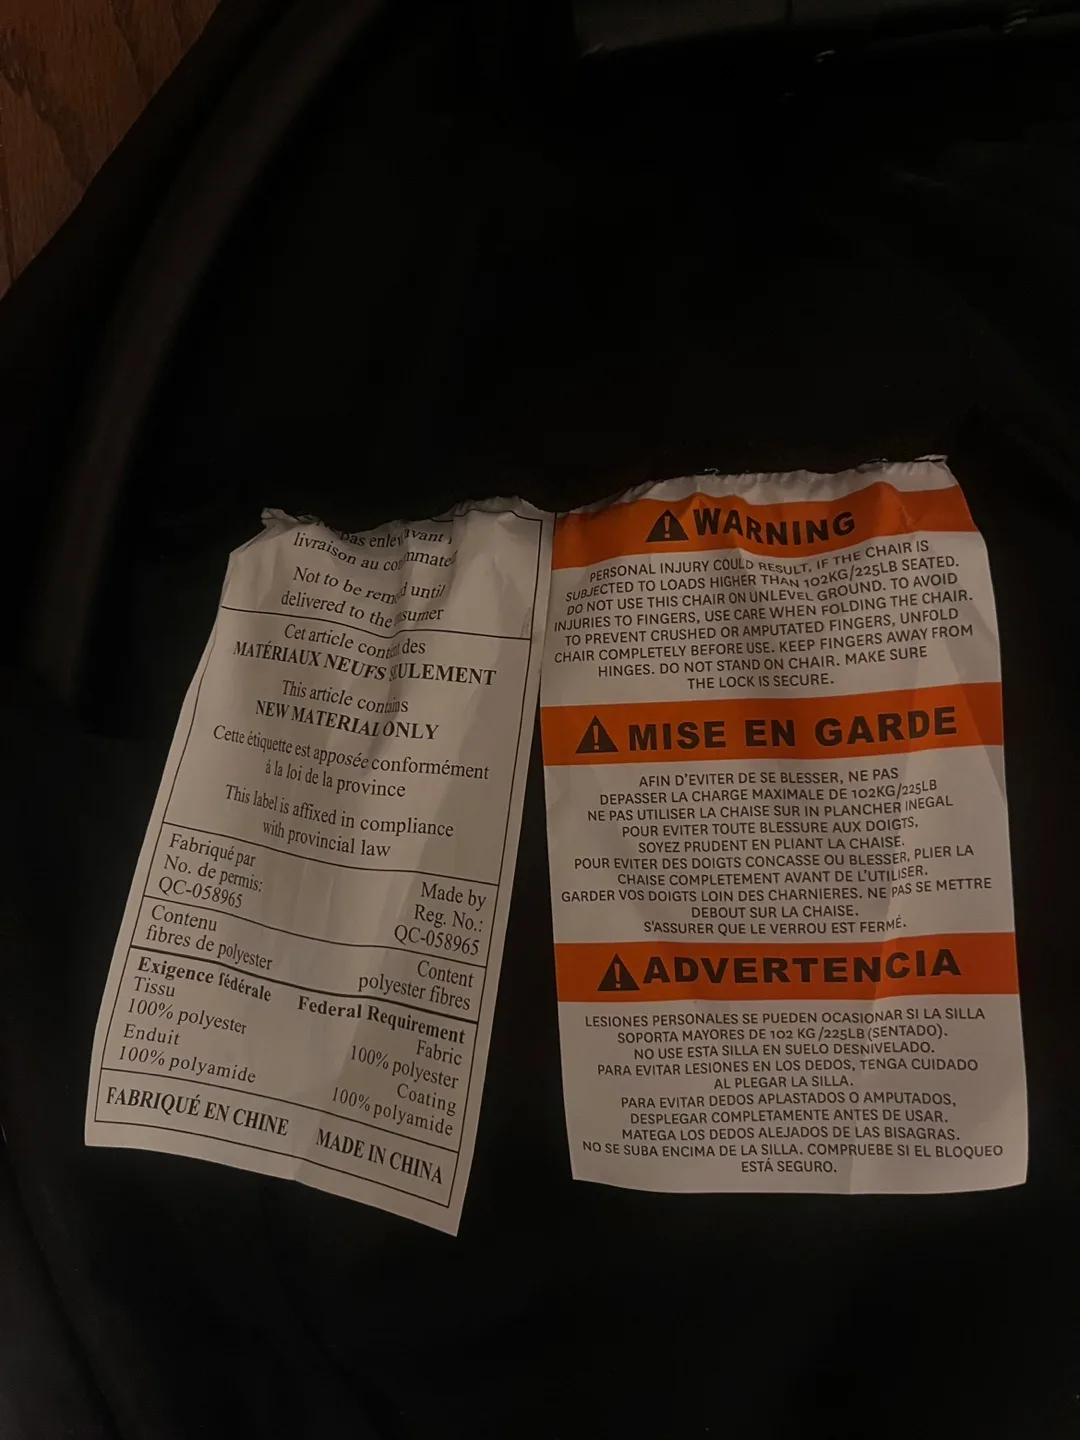 pas enle avant
livraison au co mmate
Not to be rem d until
delivered to the sumer
Cet article conti des
MATÉRIAUX NEUFS SEULEMENT
This article contains
NEW MATERIAL ONLY
Cette étiquette est apposée conformément
á la loi de la province
This label is affixed in compliance
with provincial law
Fabriqué par
No. de permis:
QC-058965
Made by
Reg. No.:
QC-058965
Contenu
fibres de polyester
Content
polyester fibres
Exigence fédérale
Tissu
100% polyester
Enduit
100% polyamide
Federal Requirement
Fabric
100% polyester
Coating
100% polyamide
FABRIQUÉ EN CHINE MADE IN CHINA
WARNING
PERSONAL INJURY COULD RESULT, IF THE CHAIR IS
SUBJECTED TO LOADS HIGHER THAN 102KG/225LB SEATED.
DO NOT USE THIS CHAIR ON UNLEVEL GROUND. TO AVOID
INJURIES TO FINGERS, USE CARE WHEN FOLDING THE CHAIR.
TO PREVENT CRUSHED OR AMPUTATED FINGERS, UNFOLD
CHAIR COMPLETELY BEFORE USE. KEEP FINGERS AWAY FROM
HINGES. DO NOT STAND ON CHAIR. MAKE SURE
THE LOCK IS SECURE.
MISE EN GARDE
AFIN D'EVITER DE SE BLESSER, NE PAS
DEPASSER LA CHARGE MAXIMALE DE 102KG/225LB
NE PAS UTILISER LA CHAISE SUR IN PLANCHER INEGAL
POUR EVITER TOUTE BLESSURE AUX DOIGTS,
SOYEZ PRUDENT EN PLIANT LA CHAISE.
POUR EVITER DES DOIGTS CONCASSE OU BLESSER, PLIER LA
CHAISE COMPLETEMENT AVANT DE L'UTILISER.
GARDER VOS DOIGTS LOIN DES CHARNIERES. NE PAS SE METTRE
DEBOUT SUR LA CHAISE.
S'ASSURER QUE LE VERROU EST FERMÉ.
ADVERTENCIA
LESIONES PERSONALES SE PUEDEN OCASIONAR SI LA SILLA
SOPORTA MAYORES DE 102 KG /225LB (SENTADO).
NO USE ESTA SILLA EN SUELO DESNIVELADO.
PARA EVITAR LESIONES EN LOS DEDOS, TENGA CUIDADO
AL PLEGAR LA SILLA.
PARA EVITAR DEDOS APLASTADOS O AMPUTADOS,
DESPLEGAR COMPLETAMENTE ANTES DE USAR.
MATEGA LOS DEDOS ALEJADOS DE LAS BISAGRAS.
NO SE SUBA ENCIMA DE LA SILLA. COMPRUEBE SI EL BLOQUEO
ESTÁ SEGURO.